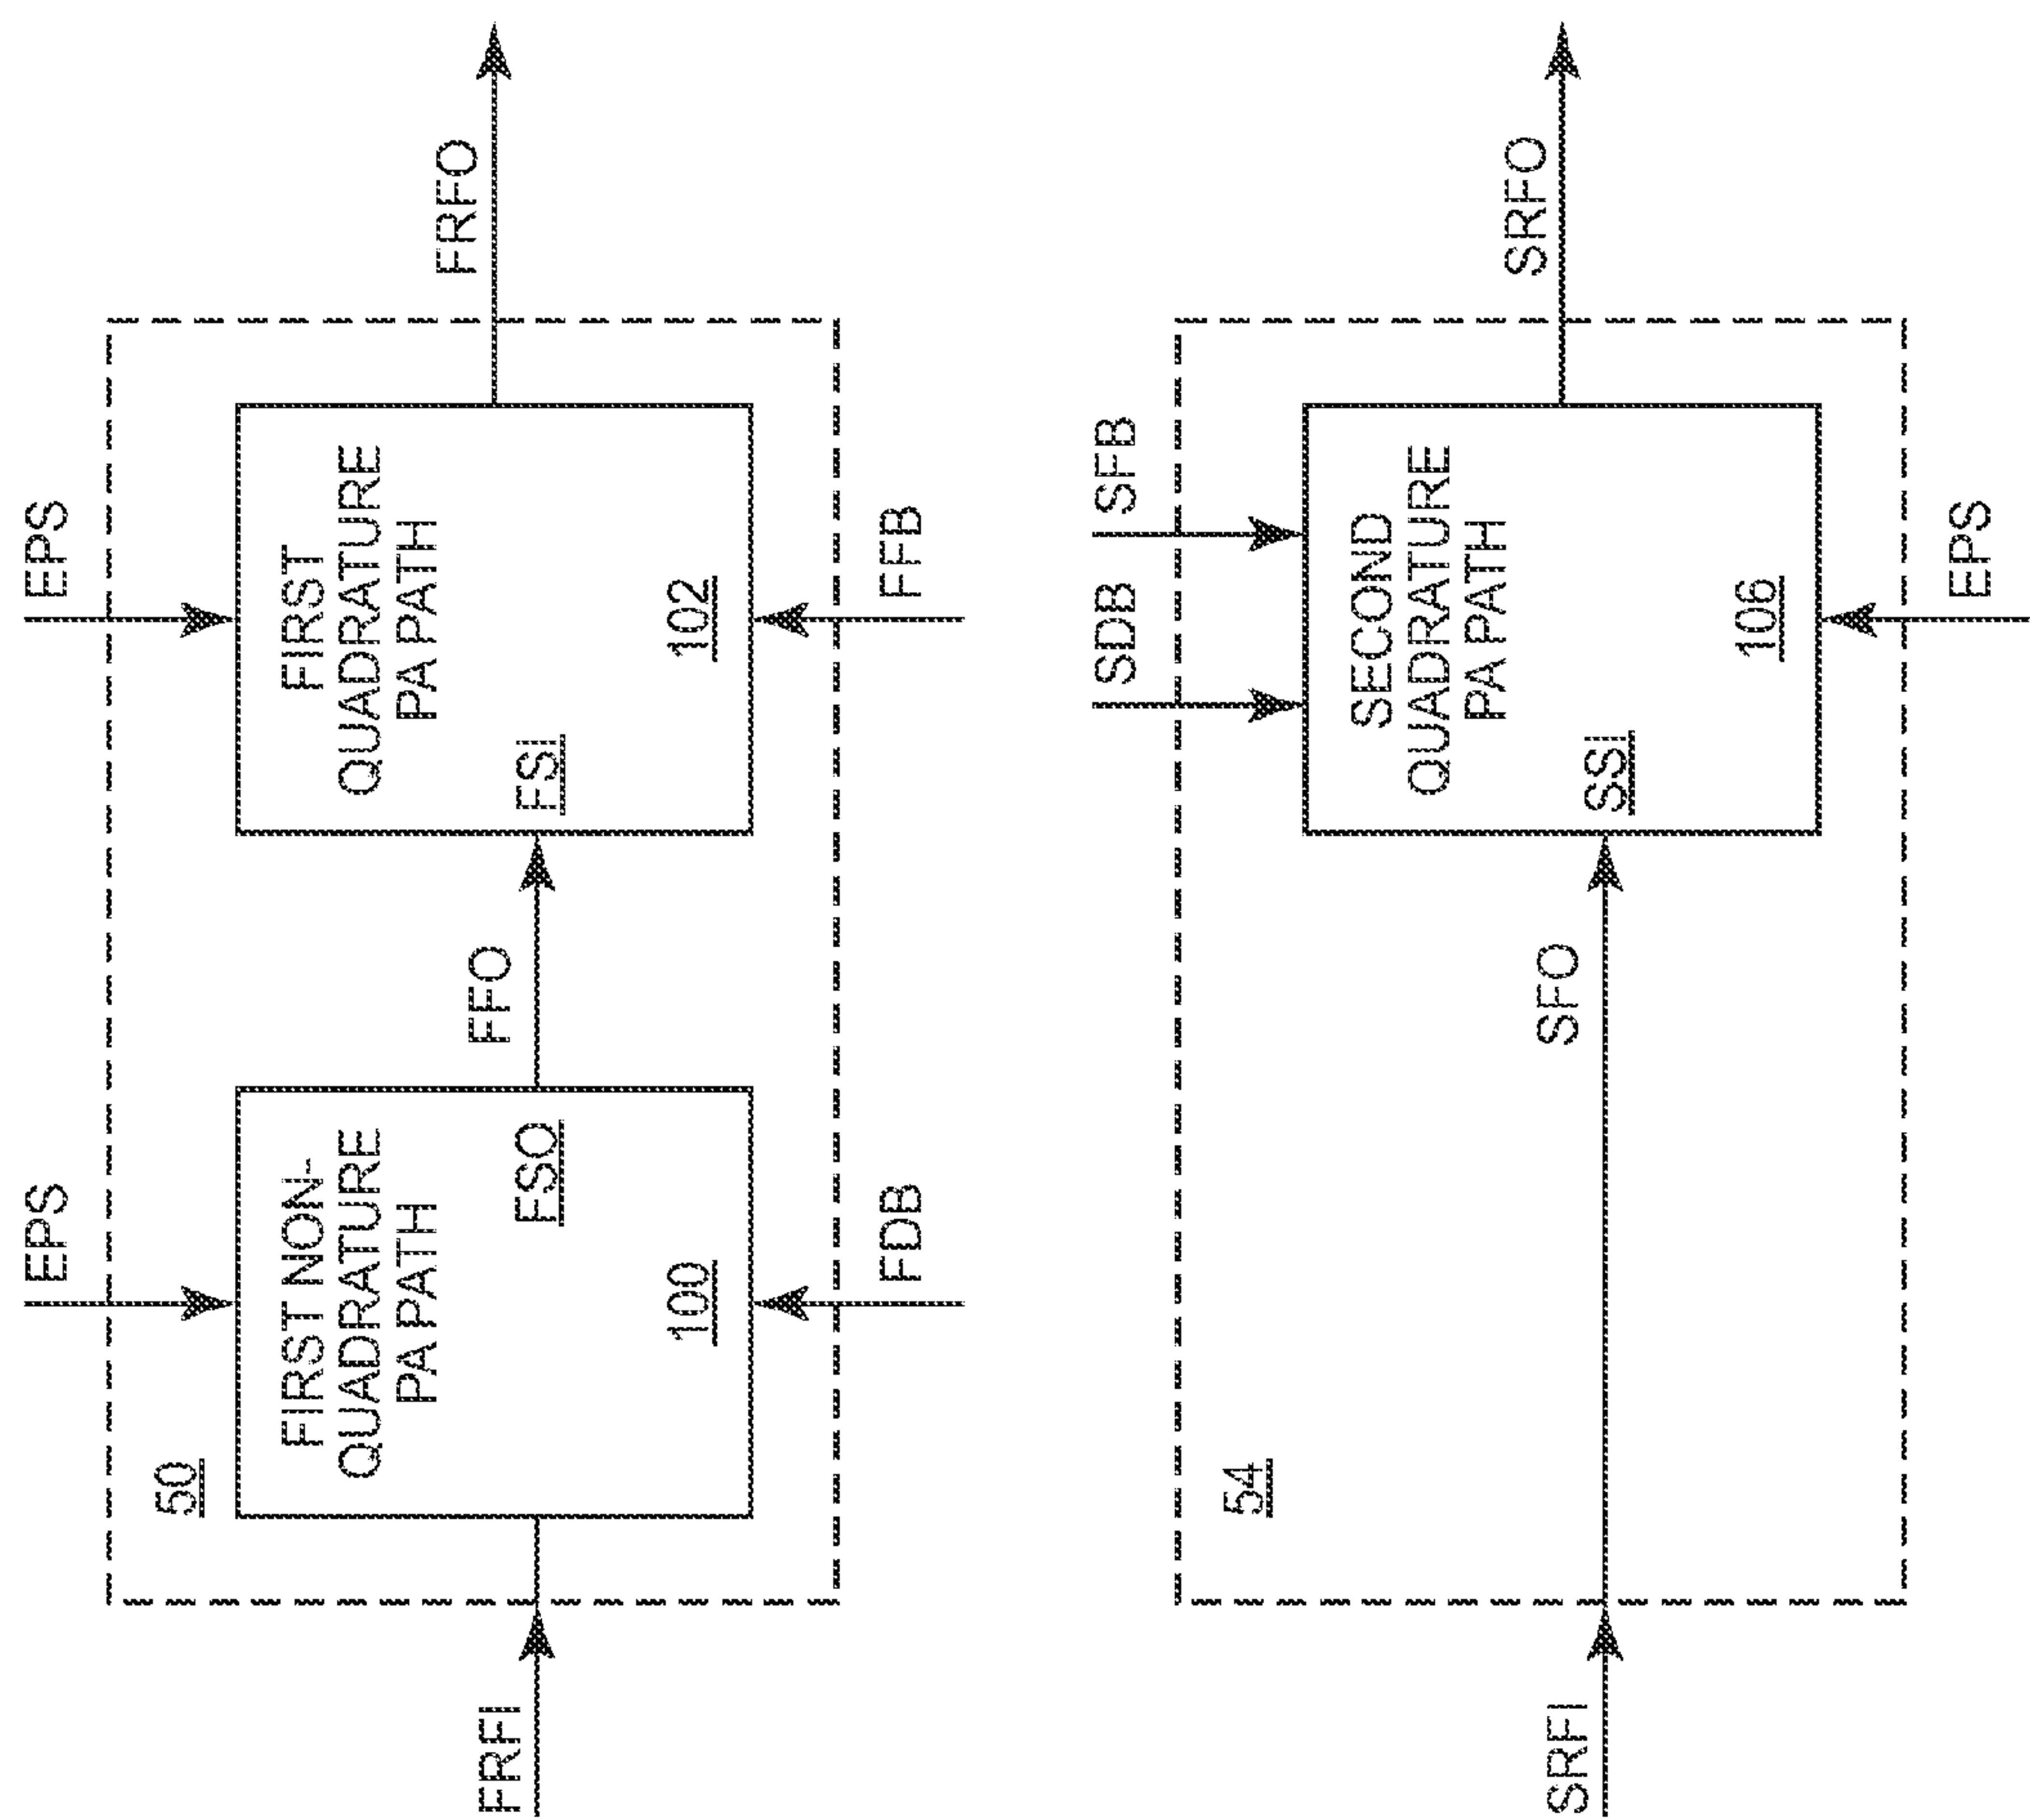 EPS
EPS
50
FIRST NON-
QUADRATURE
PA PATH
FIRST
QUADRATURE
PA PATH
FRFI
FFO
FRFO
FSO
FSI
100
102
FDB
FFB
SDB
SFB
54
SECOND
QUADRATURE
PA PATH
SRFI
SFO
SRFO
SSI
106
EPS